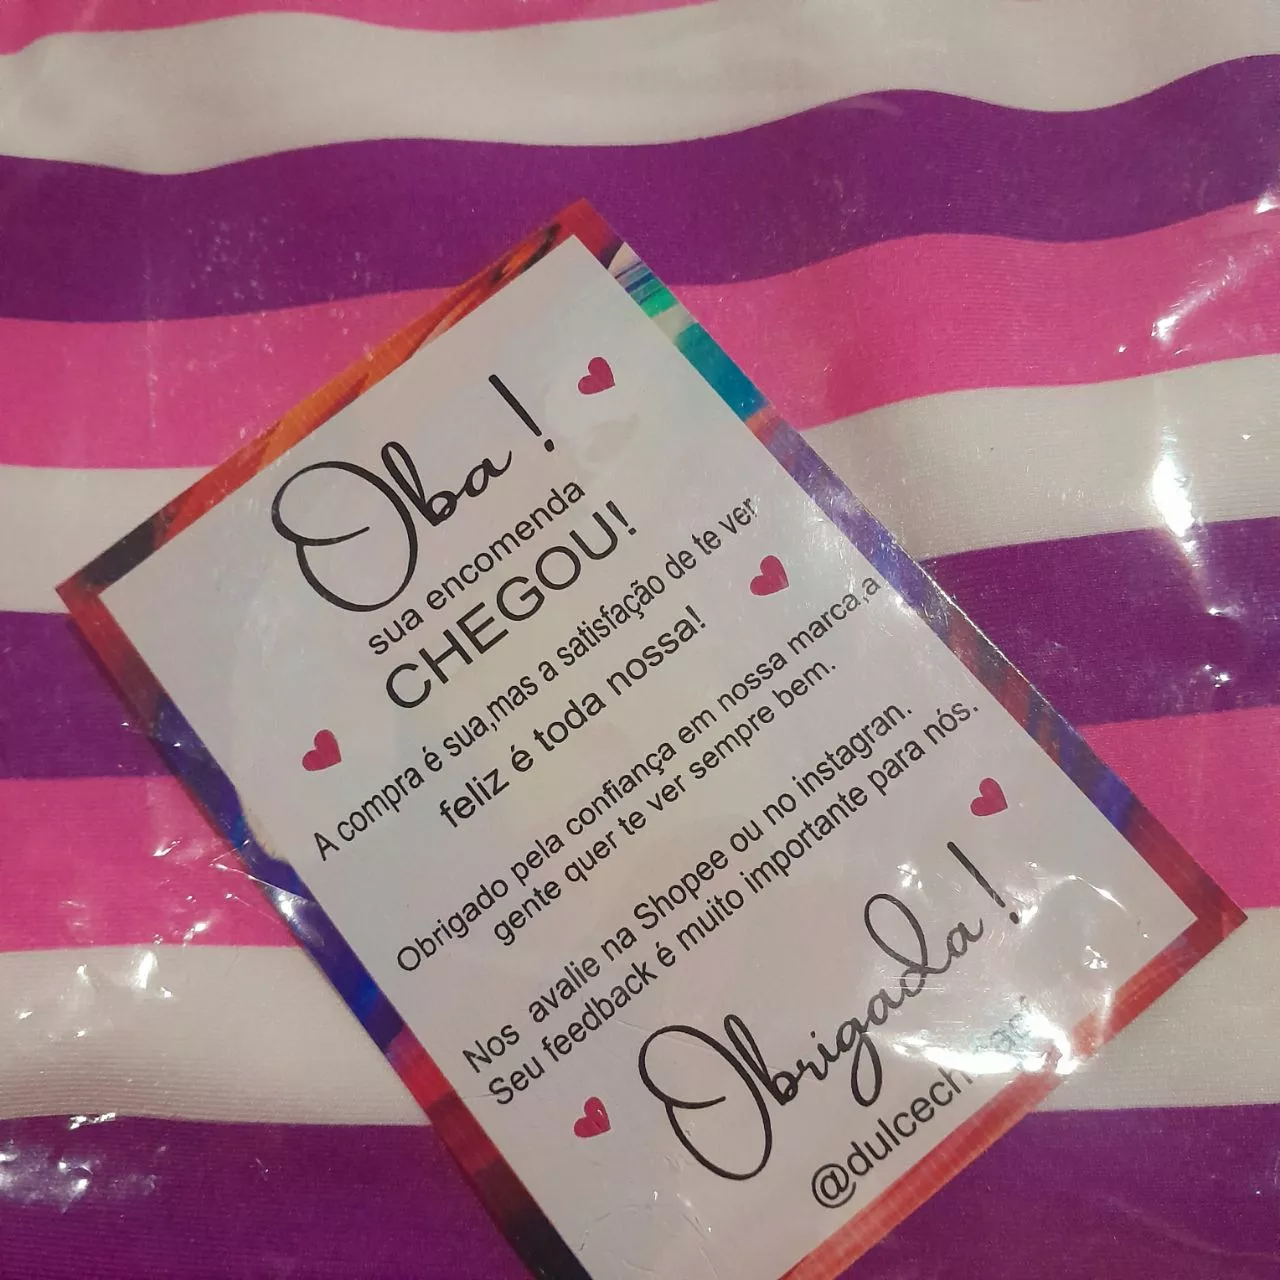 Oba !
sua encomenda
CHEGOU!
A compra é sua,mas a satisfação de te ver
feliz é toda nossa!
Obrigado pela confiança em nossa marca,a
gente quer te ver sempre bem.
Nos avalie na Shopee ou no instagran.
Seu feedback é muito importante para nós.
Obrigada !